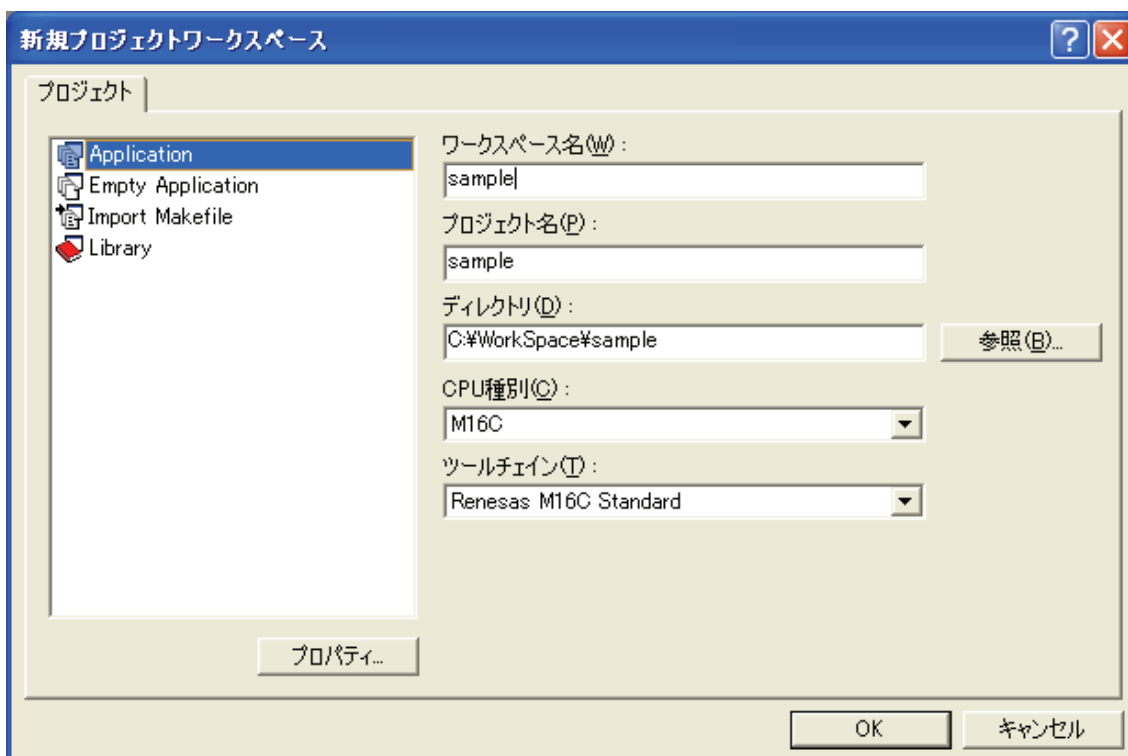 新規プロジェクトワークスペース
プロジェクト
Application
Empty Application
Import Makefile
Library
プロパティ...
ワークスペース名(W) :
sample
プロジェクト名(P) :
sample
ディレクトリ(D) :
C:¥WorkSpace¥sample
参照(B)...
CPU種別(C) :
M16C
ツールチェイン(T) :
Renesas M16C Standard
OK
キャンセル